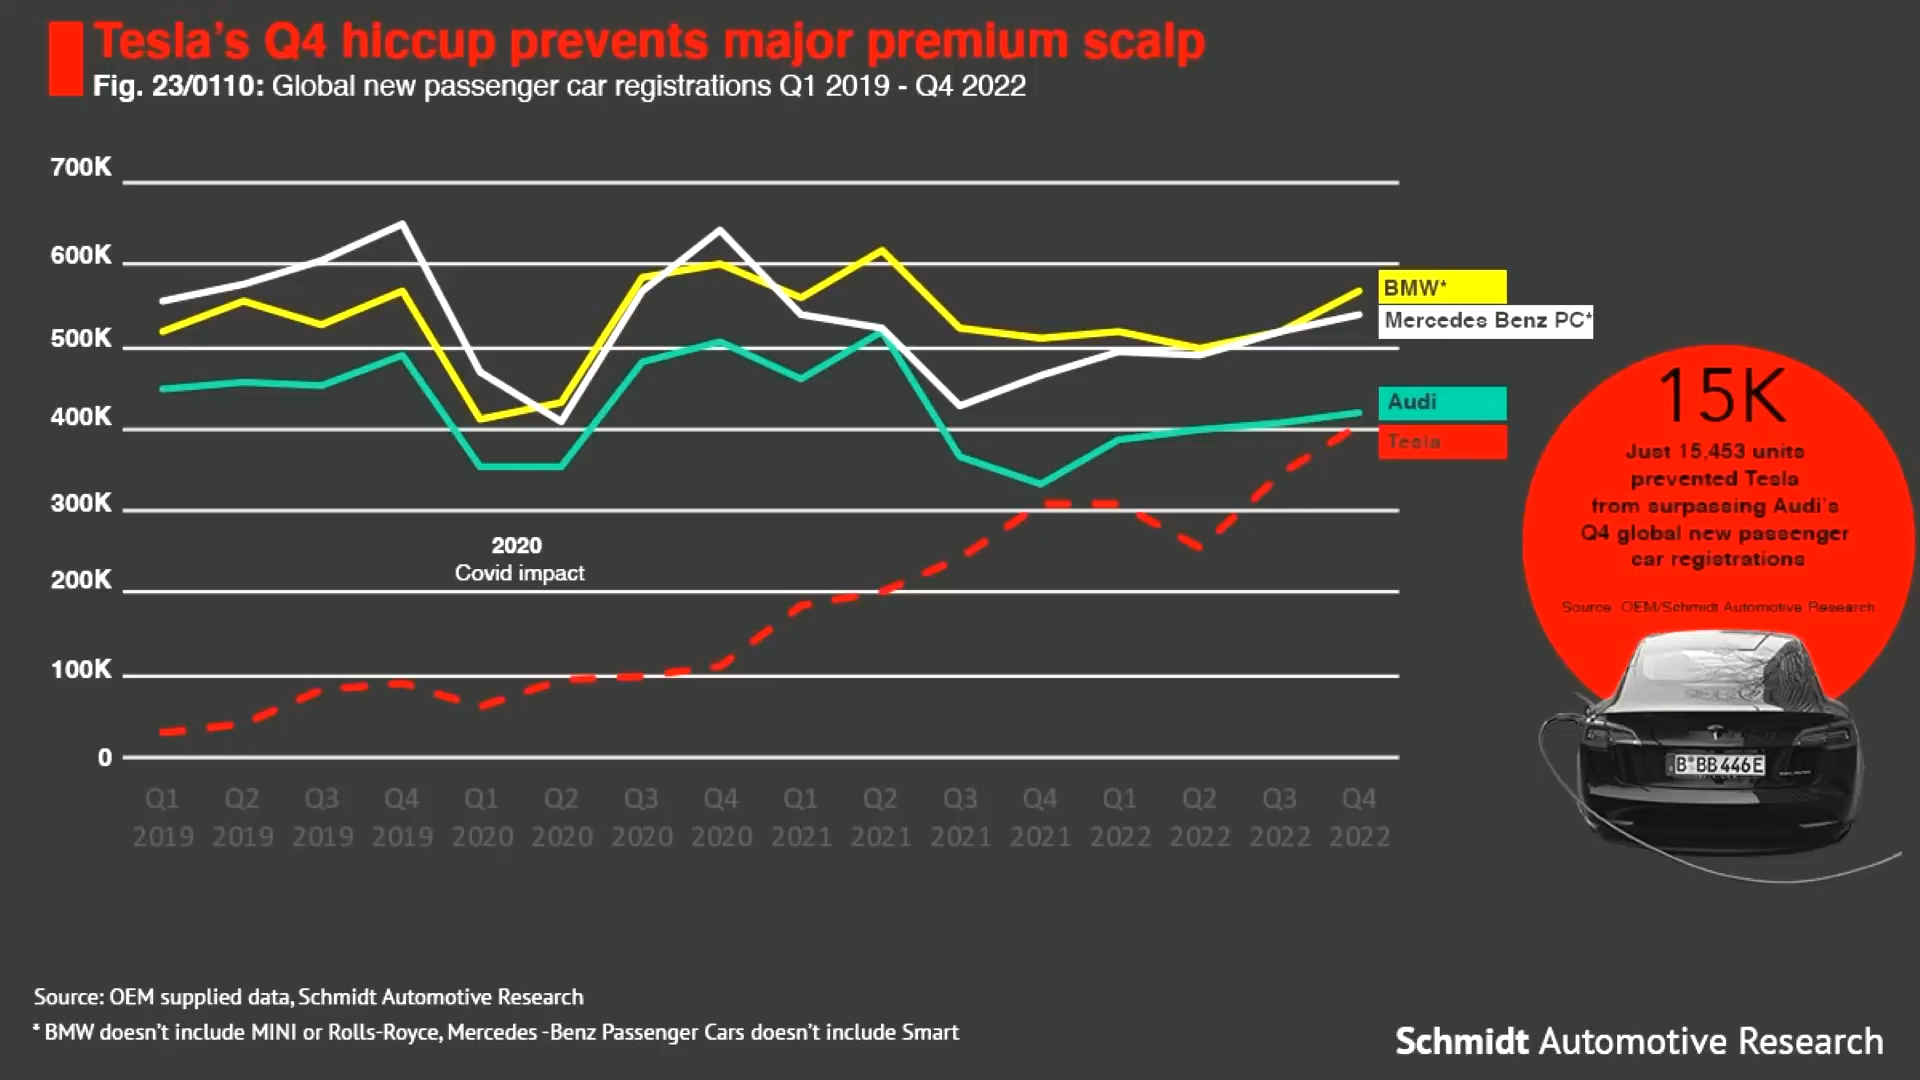 Tesla's Q4 hiccup prevents major premium scalp
Fig. 23/0110: Global new passenger car registrations Q1 2019 - Q4 2022
700K
600K
500K
400K
300K
200K
100K
0
2020
Covid impact
BMW*
Mercedes Benz PC*
Audi
Tesla
15K
Just 15,453 units
prevented Tesla
from surpassing Audi's
Q4 global new passenger
car registrations
Source OEM/Schmidt Automotive Research
B BB 446E
Q1 Q2 Q3 Q4 Q1 Q2 Q3 Q4 Q1 Q2 Q3 Q4 Q1 Q2 Q3 Q4
2019 2019 2019 2019 2020 2020 2020 2020 2021 2021 2021 2021 2022 2022 2022 2022
Source: OEM supplied data, Schmidt Automotive Research
* BMW doesn't include MINI or Rolls-Royce, Mercedes -Benz Passenger Cars doesn't include Smart
Schmidt Automotive Research